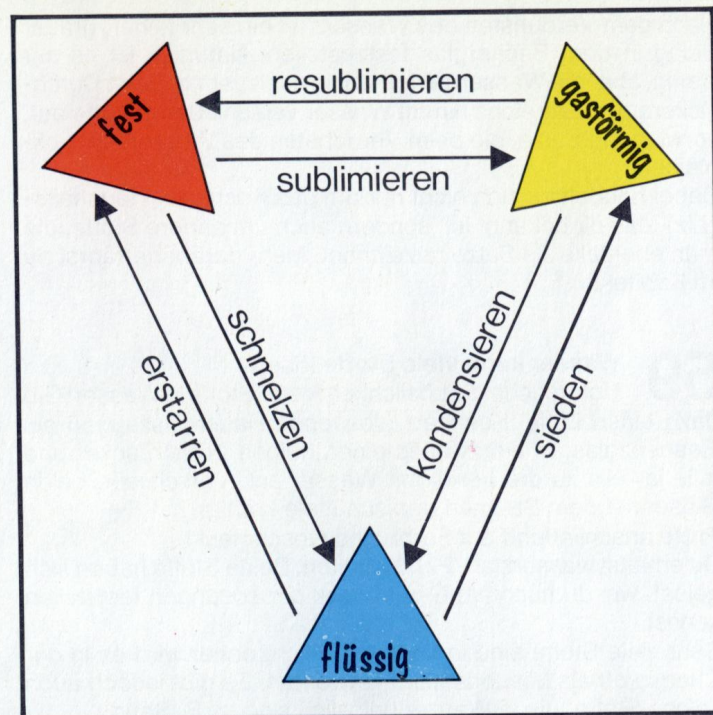 resublimieren
fest
gasförmig
sublimieren
schmelzen
erstarren
kondensieren
sieden
flüssig